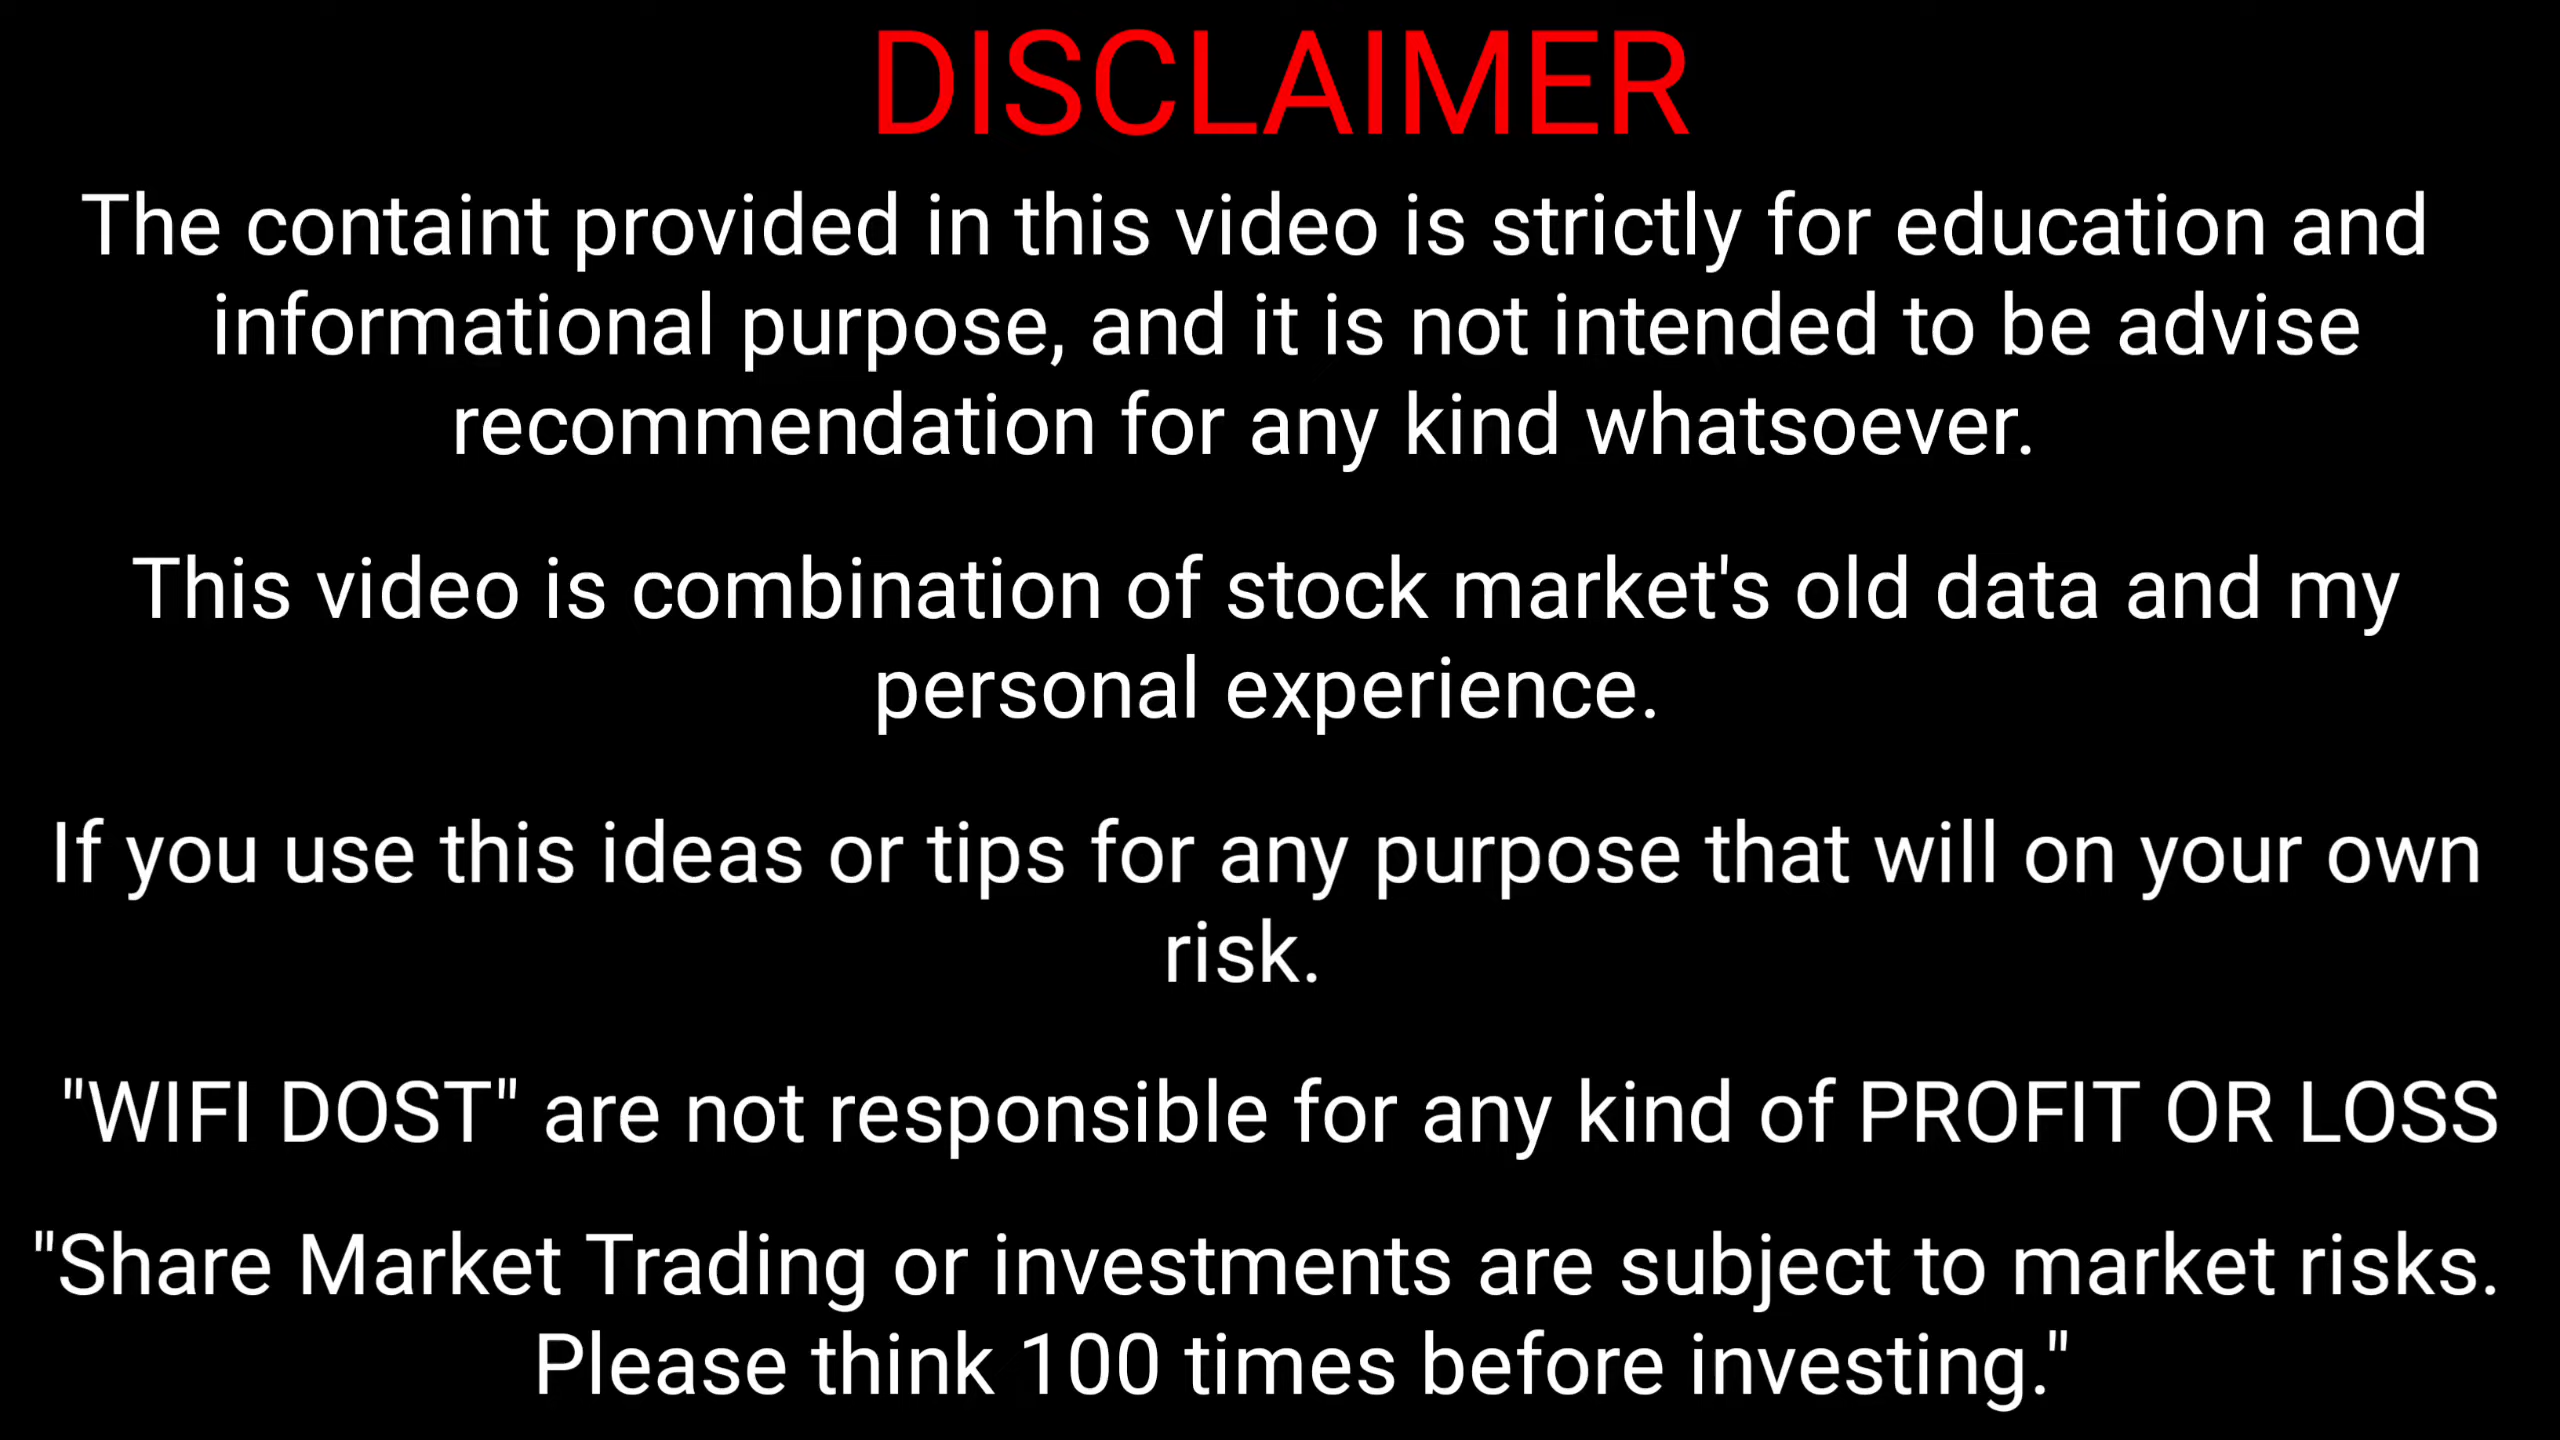 DISCLAIMER
The containt provided in this video is strictly for education and
informational purpose, and it is not intended to be advise
recommendation for any kind whatsoever.
This video is combination of stock market's old data and my
personal experience.
If you use this ideas or tips for any purpose that will on your own
risk.
"WIFI DOST" are not responsible for any kind of PROFIT OR LOSS
"Share Market Trading or investments are subject to market risks.
Please think 100 times before investing."